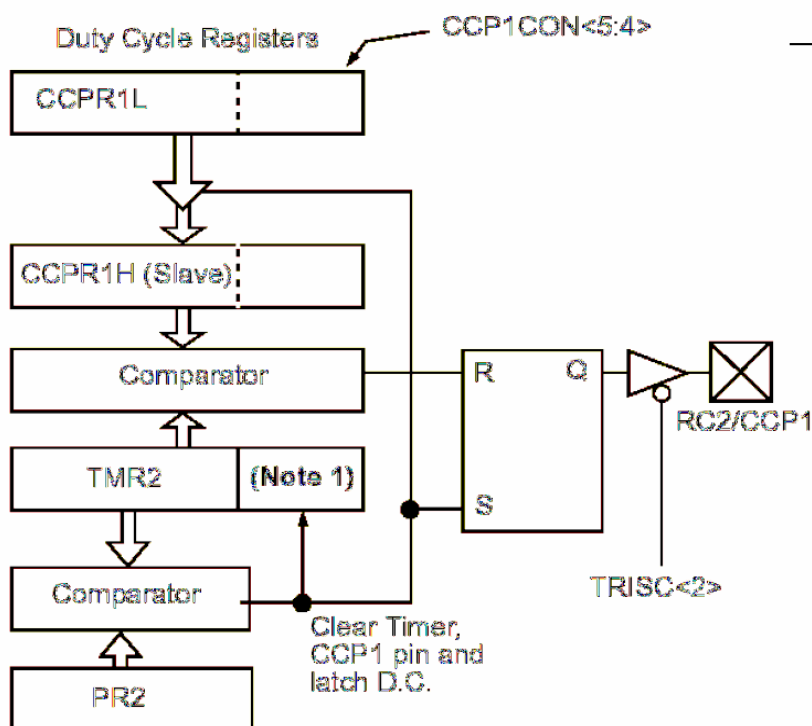 Duty Cycle Registers
CCP1CON<5:4>
CCPR1L
CCPR1H (Slave)
Comparator
R
Q
RC2/CCP1
TMR2
(Note 1)
S
Comparator
TRISC<2>
Clear Timer,
CCP1 pin and
latch D.C.
PR2